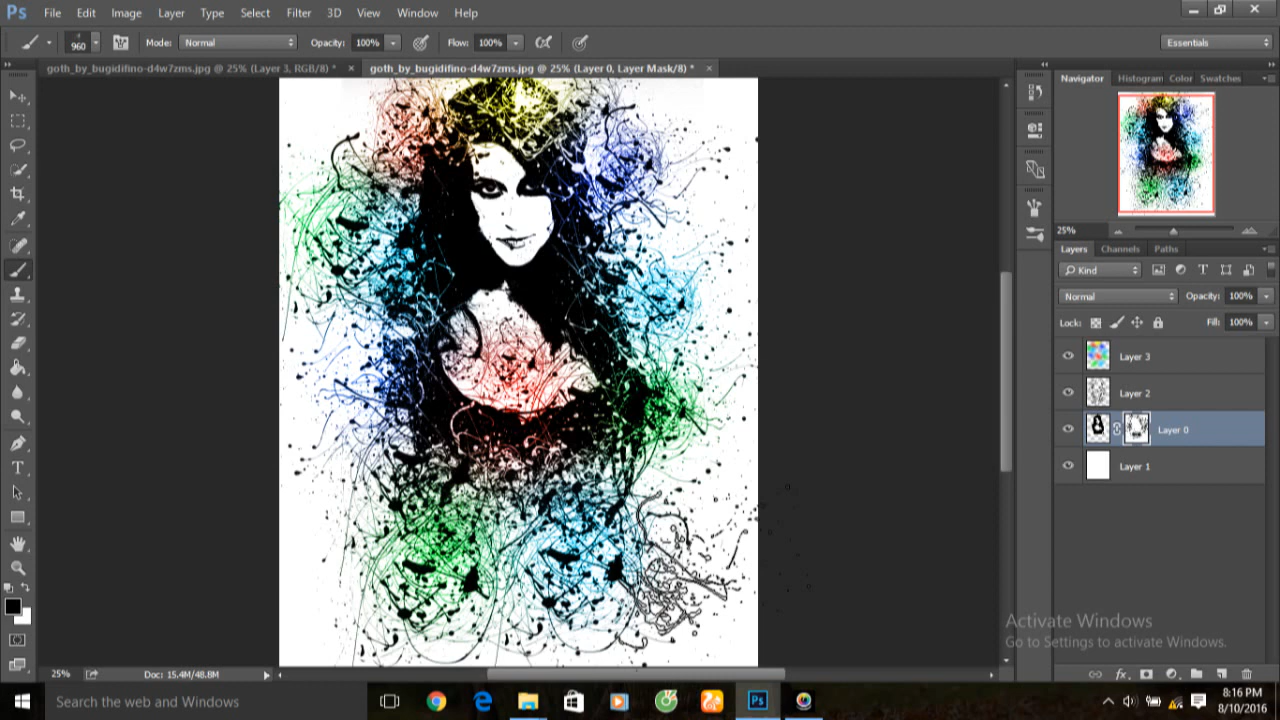 Ps File Edit Image Layer Type Select Filter 3D View Window Help
960 Mode: Normal Opacity: 100% Flow: 100% Essentials
goth_by_bugidifino-d4w7zms.jpg @ 25% (Layer 3, RGB/8) * × goth_by_bugidifino-d4w7zms.jpg @ 25% (Layer 0, Layer Mask/8) * ×
Navigator Histogram Color Swatches
25%
Layers Channels Paths
Kind
Normal Opacity: 100%
Lock: Fill: 100%
Layer 3
Layer 2
Layer 0
Layer 1
Activate Windows
Go to Settings to activate Windows.
25% Doc: 15.4M/48.8M
Search the web and Windows
Ps
8:16 PM
8/10/2016